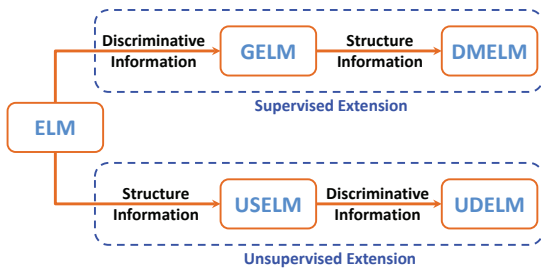 Discriminative
Information
GELM
Structure
Information
DMELM
Supervised Extension
ELM
Structure
Information
USELM
Discriminative
Information
UDELM
Unsupervised Extension